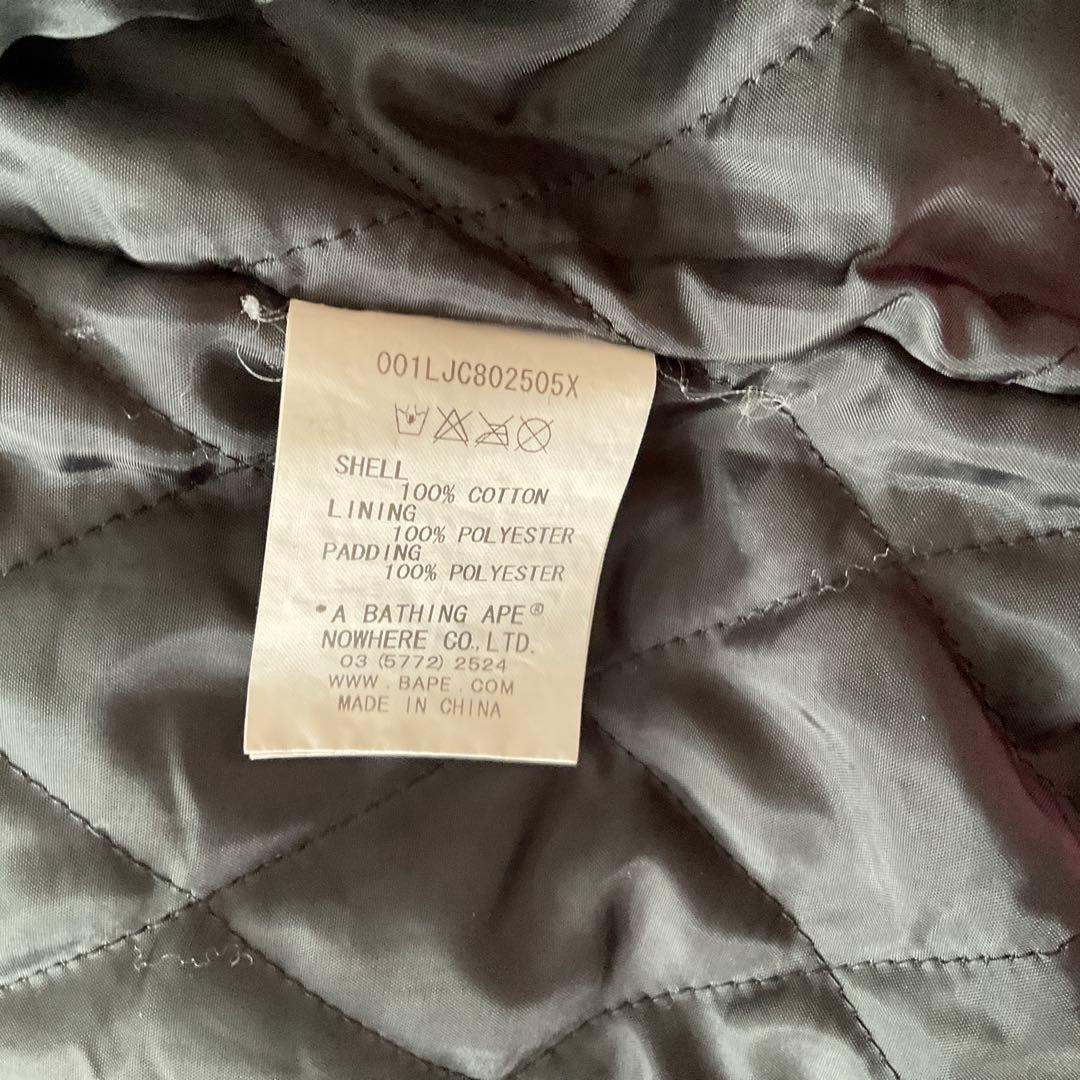 001LJC802505X
SHELL
100% COTTON
LINING
100% POLYESTER
PADDING
100% POLYESTER
*A BATHING APE®
NOWHERE CO., LTD.
03 (5772) 2524
WWW . BAPE . COM
MADE IN CHINA